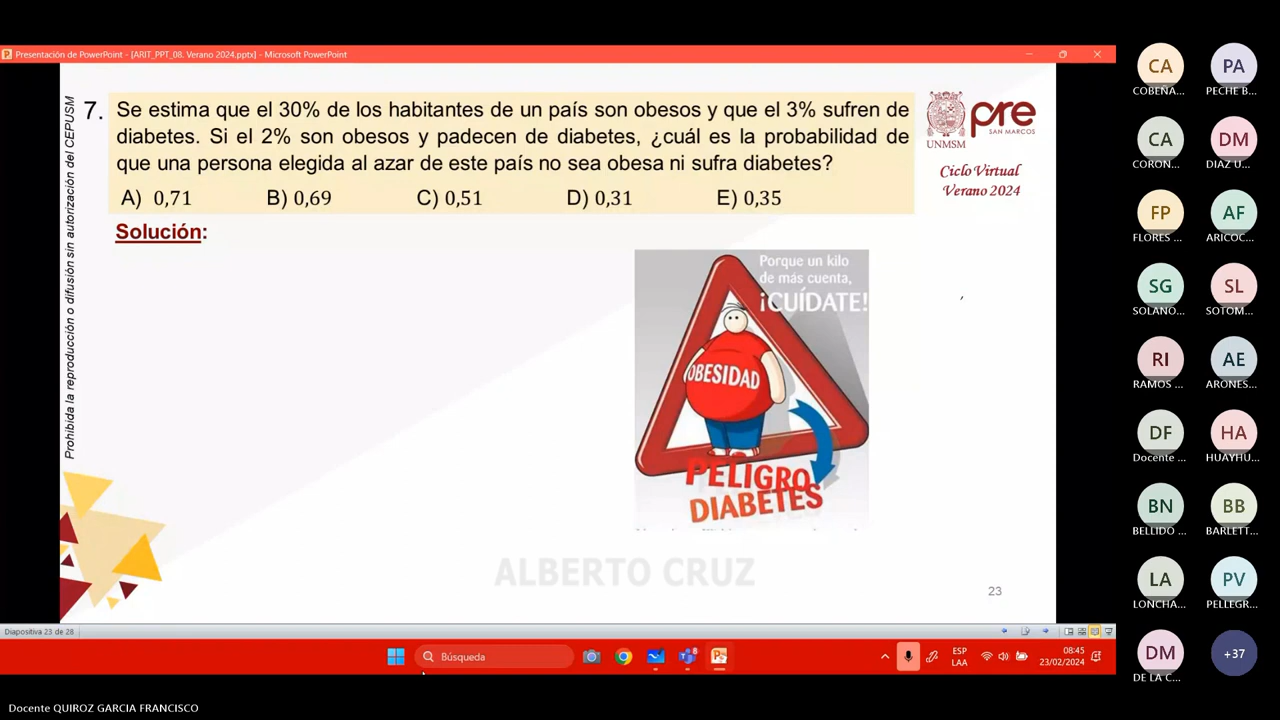 Presentación de PowerPoint - [ARIT_PPT_08. Verano 2024.pptx] - Microsoft PowerPoint
Prohibida la reproducción o difusión sin autorización del CEPUSM
7. Se estima que el 30% de los habitantes de un país son obesos y que el 3% sufren de
diabetes. Si el 2% son obesos y padecen de diabetes, ¿cuál es la probabilidad de
que una persona elegida al azar de este país no sea obesa ni sufra diabetes?
A) 0,71 B) 0,69 C) 0,51 D) 0,31 E) 0,35
Solución:
UNMSM
pre
SAN MARCOS
Ciclo Virtual
Verano 2024
Porque un kilo
de más cuenta,
¡CUÍDATE!
OBESIDAD
PELIGRO
DIABETES
ALBERTO CRUZ
23
Diapositiva 23 de 28
Búsqueda
8
ESP
LAA
08:45
23/02/2024
CA
COBEÑA...
PA
PECHE B...
CA
CORON...
DM
DIAZ U...
FP
FLORES ...
AF
ARICOC...
SG
SOLANO...
SL
SOTOM...
RI
RAMOS ...
AE
ARONES...
DF
Docente ...
HA
HUAYHU...
BN
BELLIDO ...
BB
BARLETT...
LA
LONCHA...
PV
PELLEGR...
DM
DE LA C...
+37
Docente QUIROZ GARCIA FRANCISCO